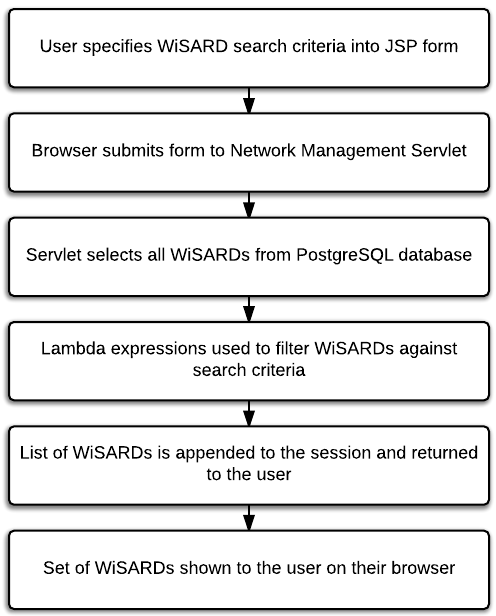 User specifies WiSARD search criteria into JSP form
Browser submits form to Network Management Servlet
Servlet selects all WiSARDs from PostgreSQL database
Lambda expressions used to filter WiSARDs against
search criteria
List of WiSARDs is appended to the session and returned
to the user
Set of WiSARDs shown to the user on their browser